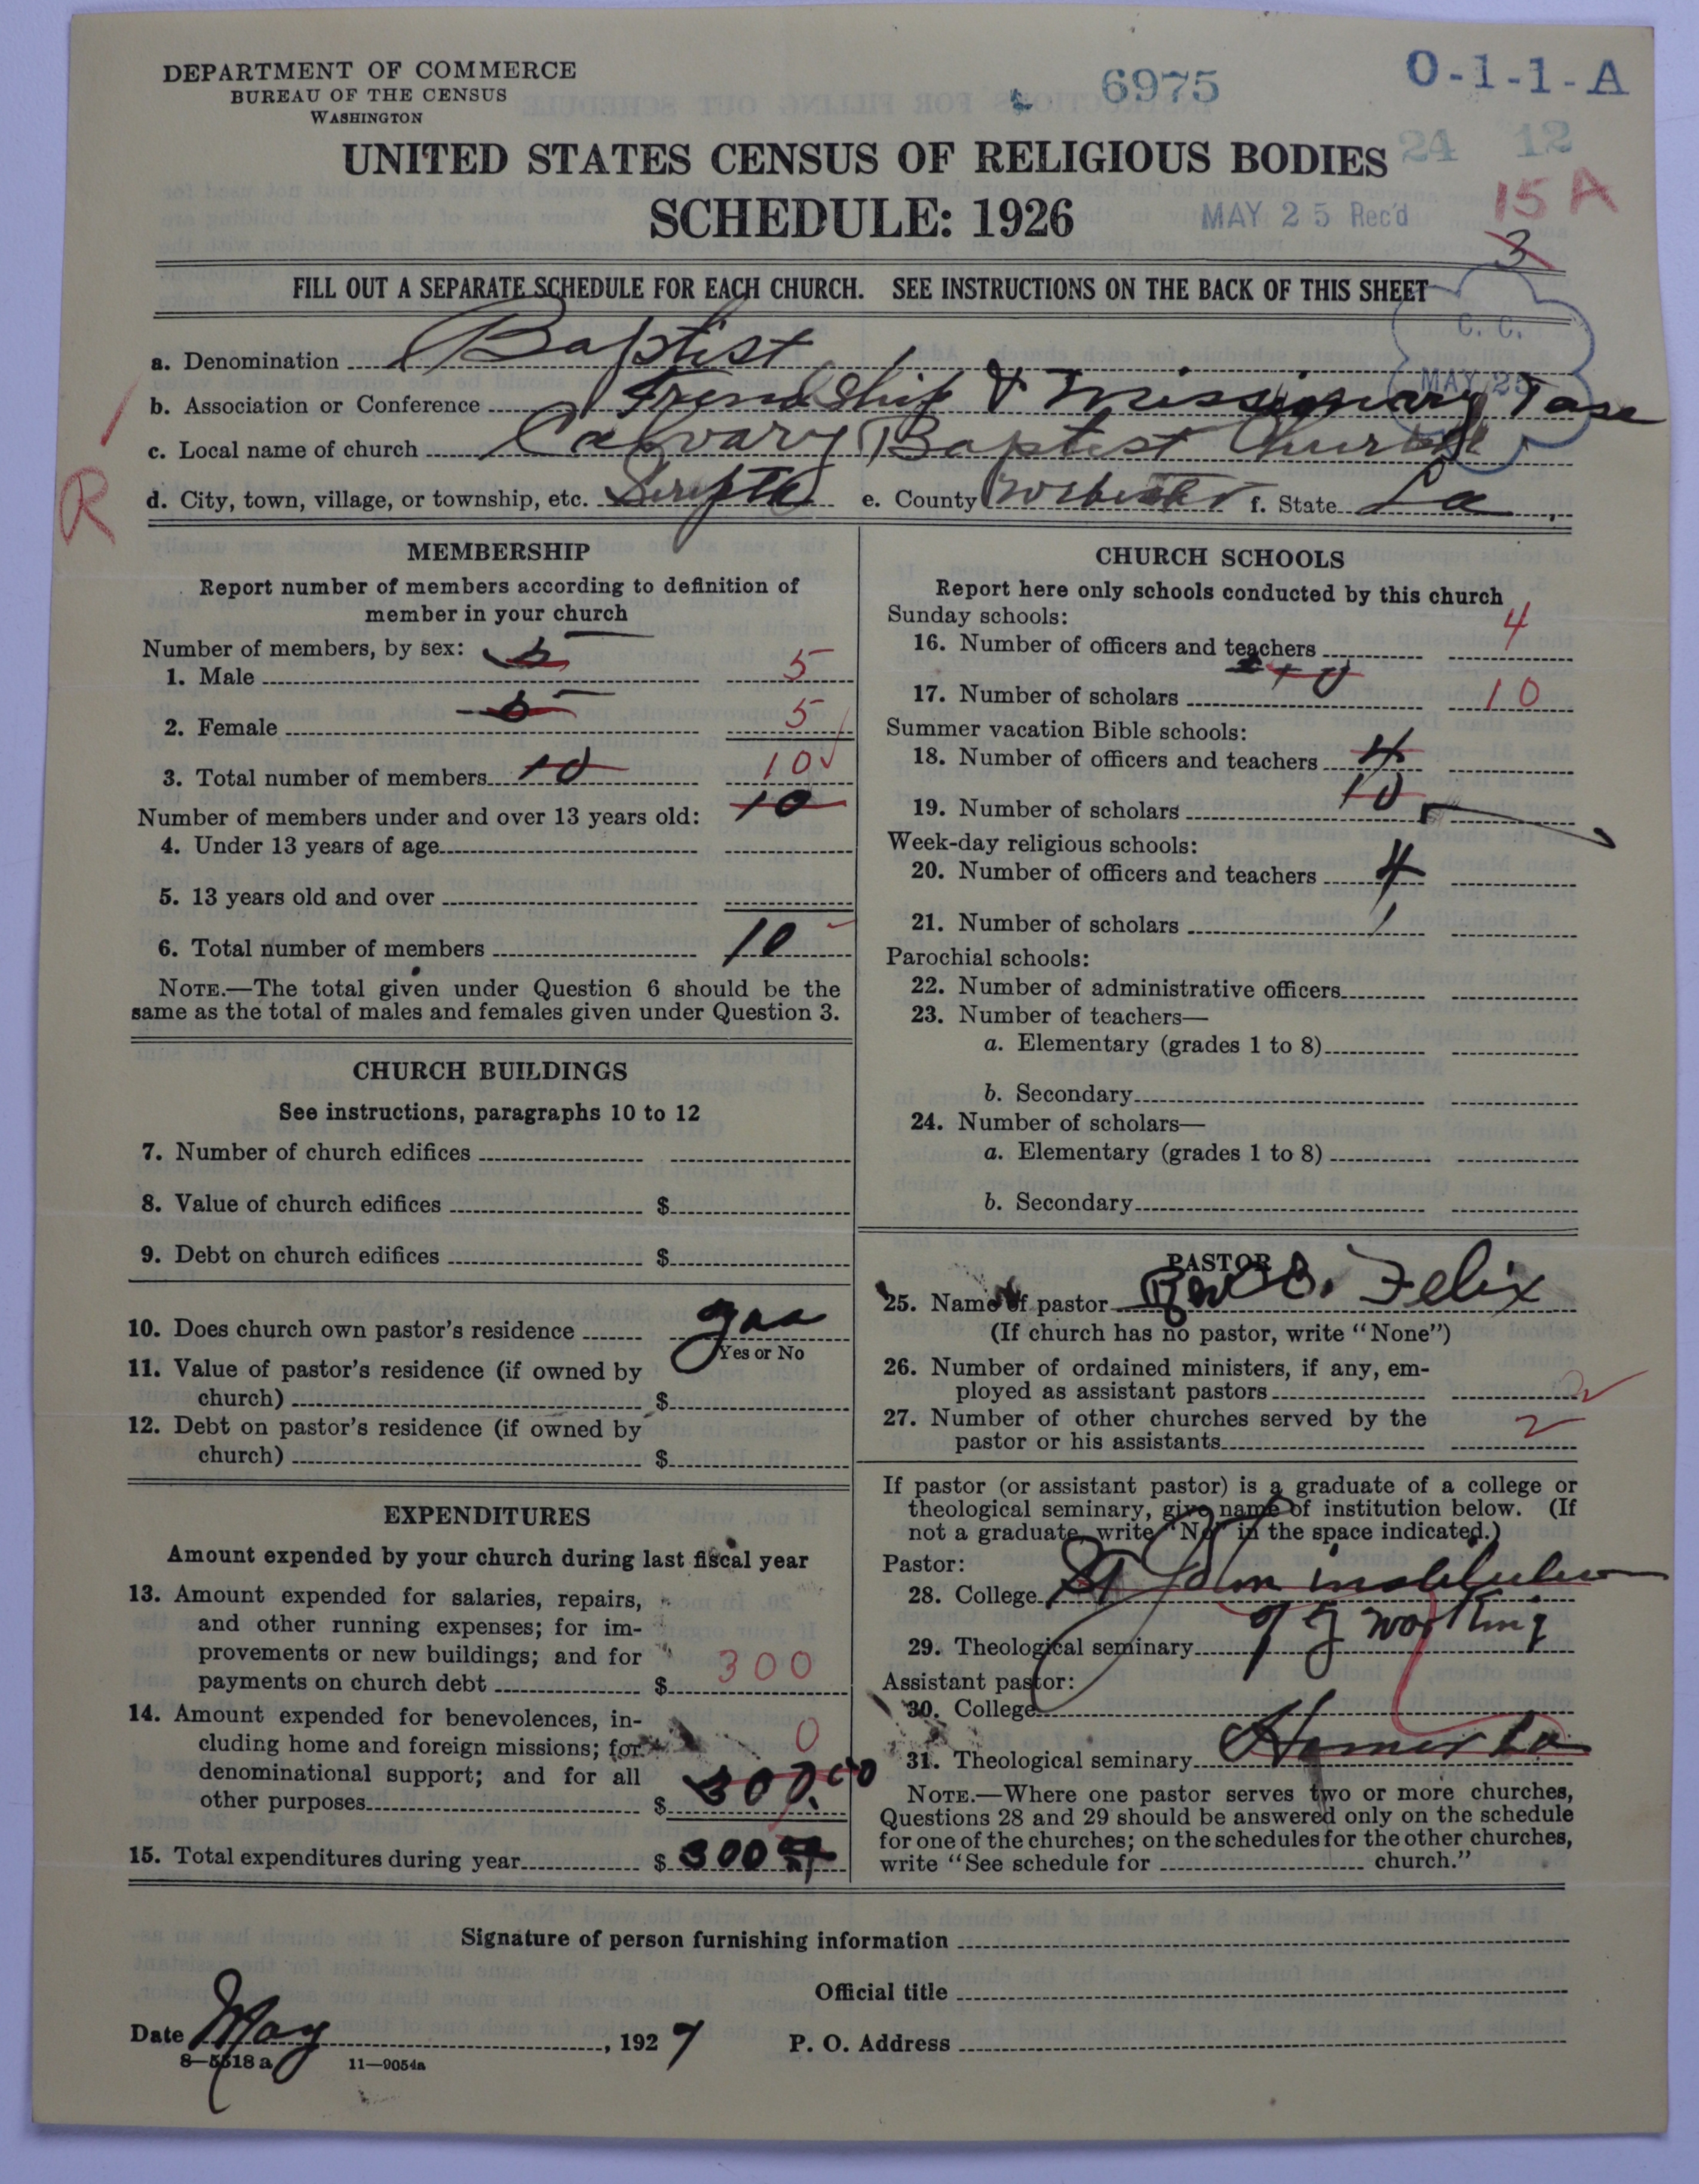 DEPARTMENT OF COMMERCE
BUREAU OF THE CENSUS
WASHINGTON
6975
O-1-1-A
24 12
UNITED STATES CENSUS OF RELIGIOUS BODIES
15 A
SCHEDULE: 1926
MAY 25 Rec'd
3
FILL OUT A SEPARATE SCHEDULE FOR EACH CHURCH. SEE INSTRUCTIONS ON THE BACK OF THIS SHEET
C. C.
MAY 25
a. Denomination Baptist
b. Association or Conference Friendship & Missionary
c. Local name of church Calvary Baptist Church
R
d. City, town, village, or township, etc. e. County Webster f. State La
MEMBERSHIP
Report number of members according to definition of
member in your church
Number of members, by sex: 5
1. Male 5
5
2. Female 5
3. Total number of members 10 10
10
Number of members under and over 13 years old:
4. Under 13 years of age
5. 13 years old and over
6. Total number of members 10
NOTE.—The total given under Question 6 should be the
same as the total of males and females given under Question 3.
CHURCH BUILDINGS
See instructions, paragraphs 10 to 12
7. Number of church edifices
8. Value of church edifices $
9. Debt on church edifices $
10. Does church own pastor's residence
Yes or No
11. Value of pastor's residence (if owned by
church) $
12. Debt on pastor's residence (if owned by
church) $
EXPENDITURES
Amount expended by your church during last fiscal year
13. Amount expended for salaries, repairs,
and other running expenses; for im-
provements or new buildings; and for
payments on church debt $ 300
14. Amount expended for benevolences, in-
cluding home and foreign missions; for 0
denominational support; and for all
other purposes $ 300.00
15. Total expenditures during year $ 300
CHURCH SCHOOLS
Report here only schools conducted by this church
Sunday schools:
16. Number of officers and teachers 4
10
17. Number of scholars 10
Summer vacation Bible schools:
18. Number of officers and teachers 4
10
19. Number of scholars
Week-day religious schools:
20. Number of officers and teachers 4
21. Number of scholars
Parochial schools:
22. Number of administrative officers
23. Number of teachers—
a. Elementary (grades 1 to 8)
b. Secondary
24. Number of scholars—
a. Elementary (grades 1 to 8)
b. Secondary
PASTOR
25. Name of pastor Rev B. Felix
(If church has no pastor, write "None")
26. Number of ordained ministers, if any, em-
ployed as assistant pastors 2
27. Number of other churches served by the 2
pastor or his assistants
If pastor (or assistant pastor) is a graduate of a college or
theological seminary, give name of institution below. (If
not a graduate, write "No" in the space indicated.)
Pastor:
28. College St John institution
29. Theological seminary
Assistant pastor:
30. College
31. Theological seminary Homer La
NOTE.—Where one pastor serves two or more churches,
Questions 28 and 29 should be answered only on the schedule
for one of the churches; on the schedules for the other churches,
write "See schedule for church."
Signature of person furnishing information
Official title
Date May, 1927 P. O. Address
8—5518 a 11—9054a